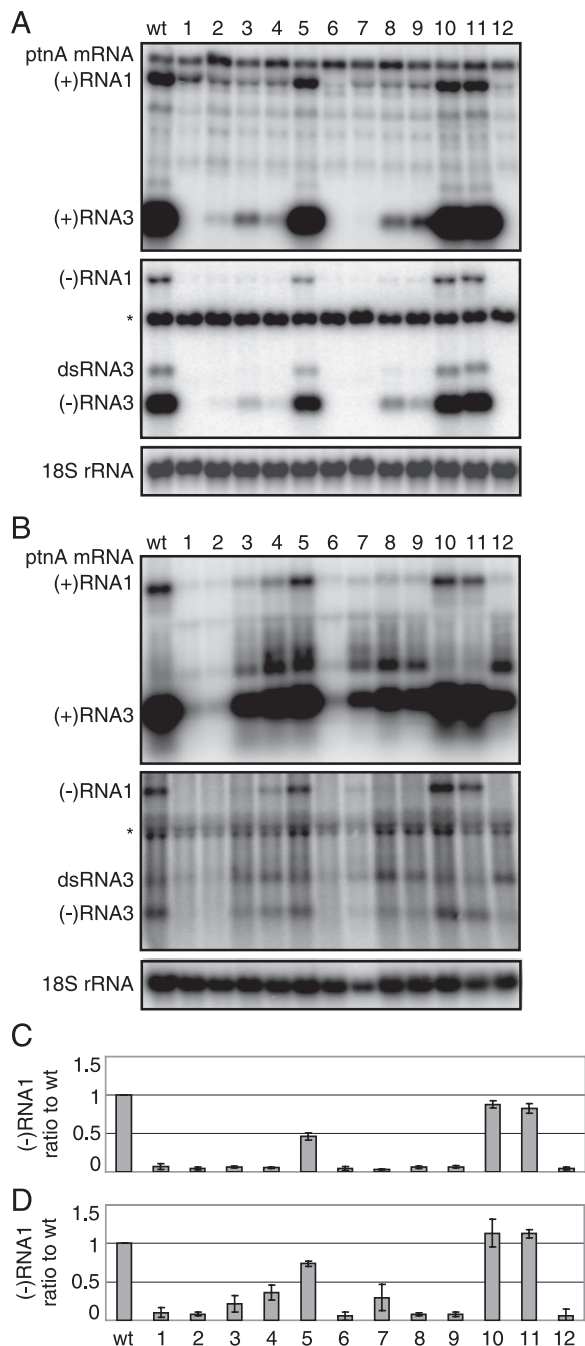 A
wt 1 2 3 4 5 6 7 8 9 10 11 12
ptnA mRNA
(+)RNA1
(+)RNA3
(-)RNA1
*
dsRNA3
(-)RNA3
18S rRNA
B
wt 1 2 3 4 5 6 7 8 9 10 11 12
ptnA mRNA
(+)RNA1
(+)RNA3
(-)RNA1
*
dsRNA3
(-)RNA3
18S rRNA
C
(-)RNA1
ratio to wt
1.5
1
0.5
0
D
(-)RNA1
ratio to wt
1.5
1
0.5
0
wt 1 2 3 4 5 6 7 8 9 10 11 12